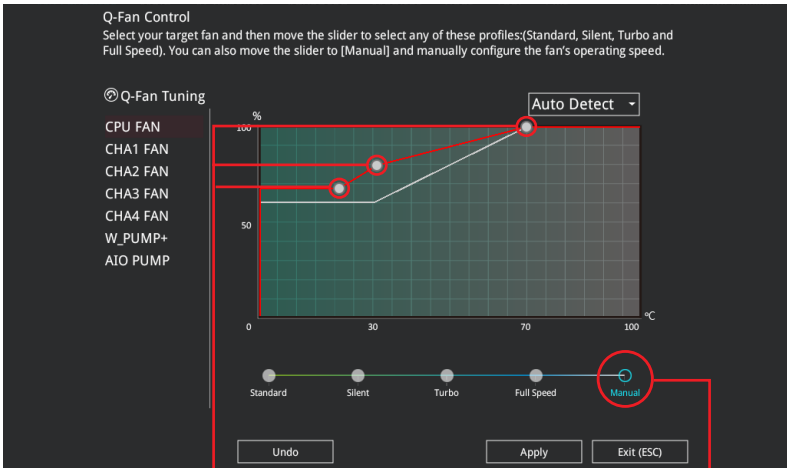 Q-Fan Control
Select your target fan and then move the slider to select any of these profiles:(Standard, Silent, Turbo and
Full Speed). You can also move the slider to [Manual] and manually configure the fan's operating speed.
Q-Fan Tuning
Auto Detect
CPU FAN
CHA1 FAN
CHA2 FAN
CHA3 FAN
CHA4 FAN
W_PUMP+
AIO PUMP
%
100
50
0 30 70 100 °C
Standard Silent Turbo Full Speed Manual
Undo Apply Exit (ESC)